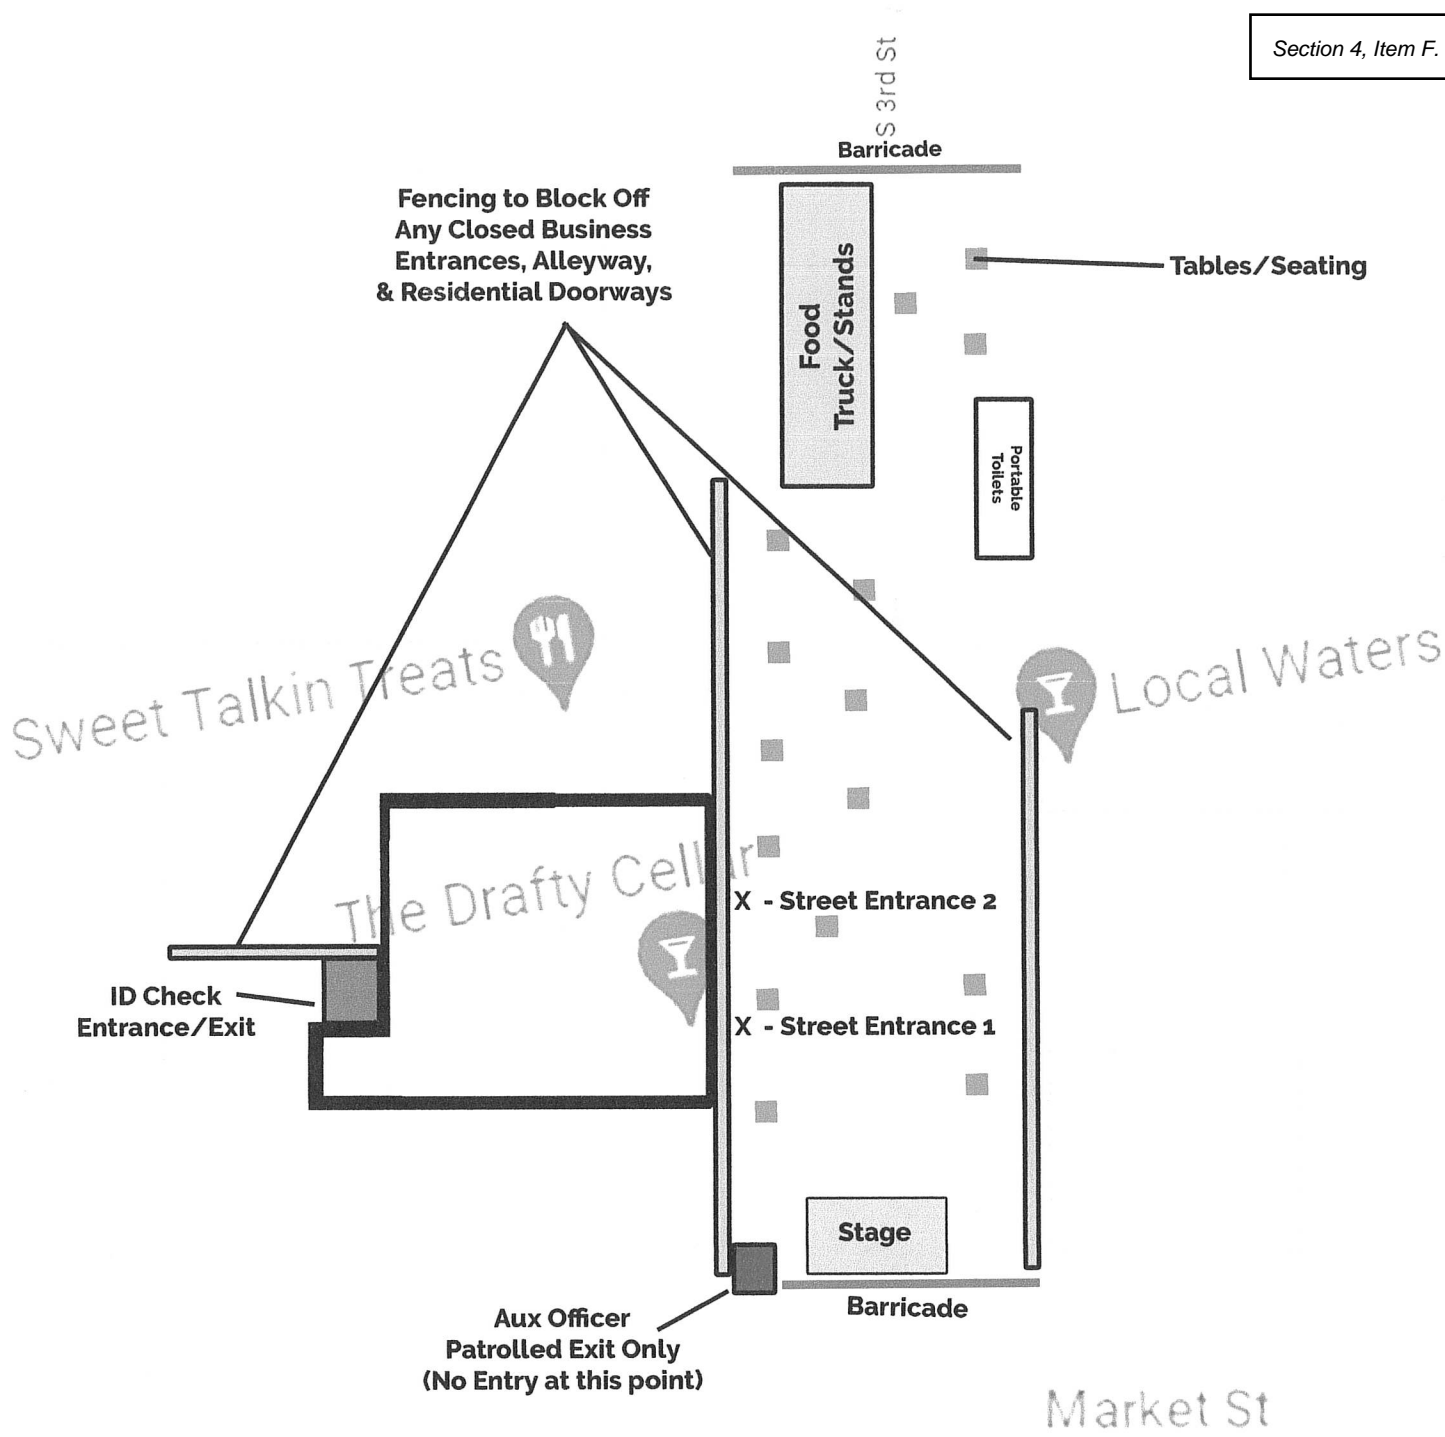 Section 4, Item F.
S 3rd St
Barricade
Fencing to Block Off
Any Closed Business
Entrances, Alleyway,
& Residential Doorways
Tables/Seating
Food
Truck/Stands
Portable
Toilets
Sweet Talkin Treats
Local Waters
The Drafty Cellar
X - Street Entrance 2
ID Check
Entrance/Exit
X - Street Entrance 1
Stage
Barricade
Aux Officer
Patrolled Exit Only
(No Entry at this point)
Market St